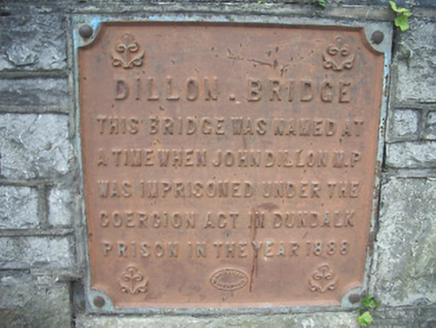 DILLON . BRIDGE
THIS BRIDGE WAS NAMED AT
A TIME WHEN JOHN DILLON M.P
WAS IMPRISONED UNDER THE
COERCION ACT IN DUNDALK
PRISON IN THE YEAR 1888